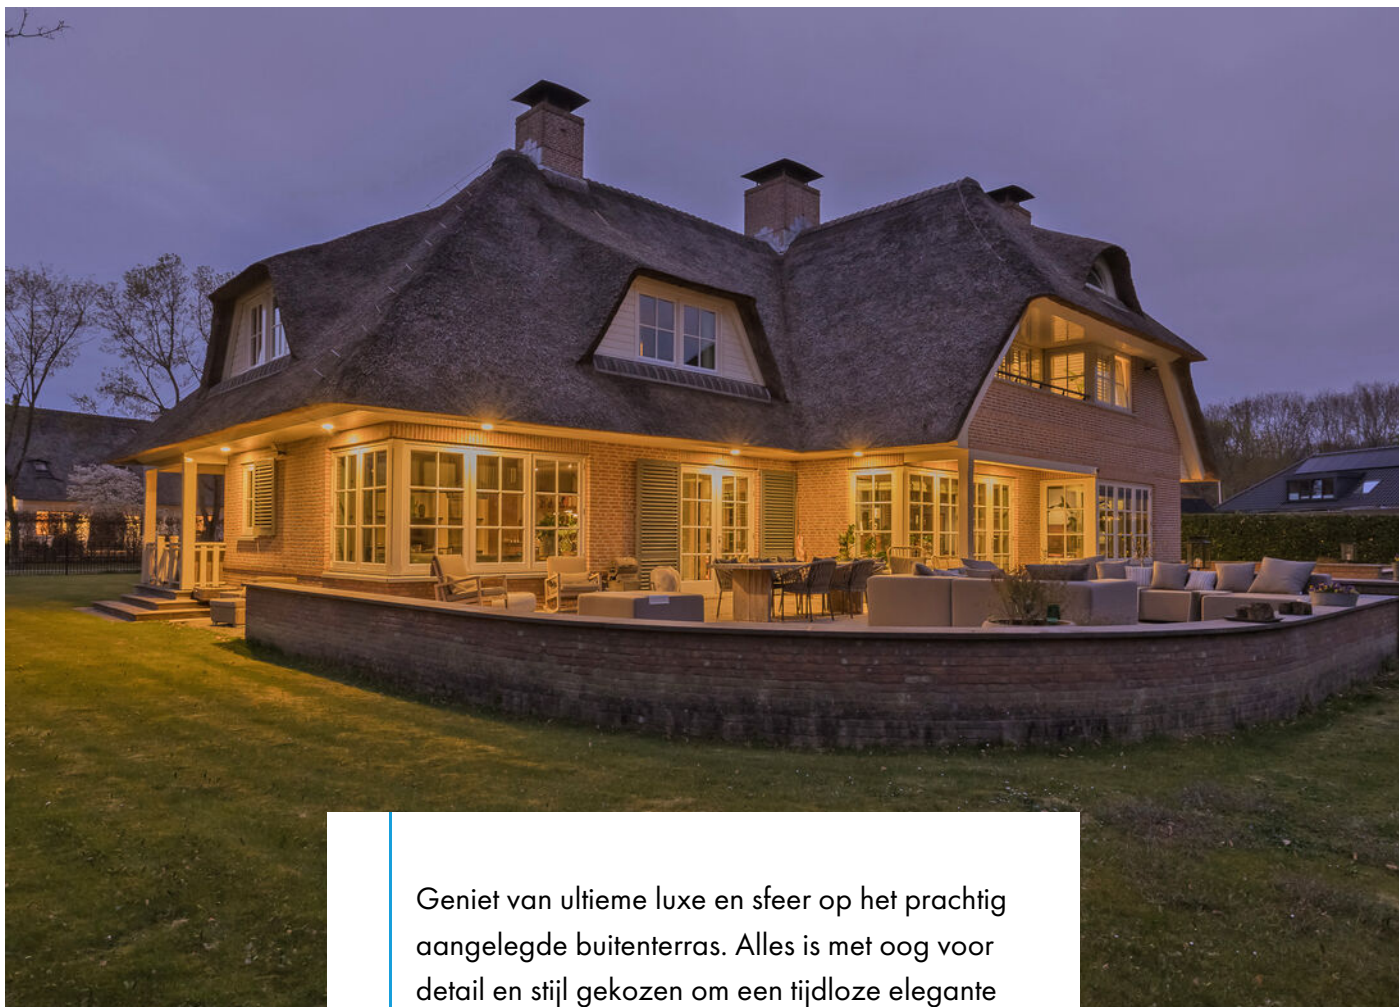 Geniet van ultieme luxe en sfeer op het prachtig
aangelegde buitenterras. Alles is met oog voor
detail en stijl gekozen om een tijdloze elegante